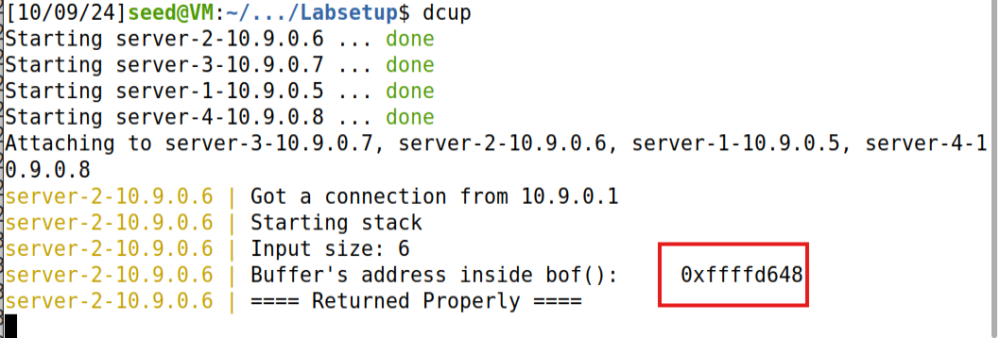 [10/09/24]seed@VM:~/.../Labsetup$ dcup
Starting server-2-10.9.0.6 ... done
Starting server-3-10.9.0.7 ... done
Starting server-1-10.9.0.5 ... done
Starting server-4-10.9.0.8 ... done
Attaching to server-3-10.9.0.7, server-2-10.9.0.6, server-1-10.9.0.5, server-4-1
0.9.0.8
server-2-10.9.0.6 | Got a connection from 10.9.0.1
server-2-10.9.0.6 | Starting stack
server-2-10.9.0.6 | Input size: 6
server-2-10.9.0.6 | Buffer's address inside bof():     0xffffd648
server-2-10.9.0.6 | ==== Returned Properly ====